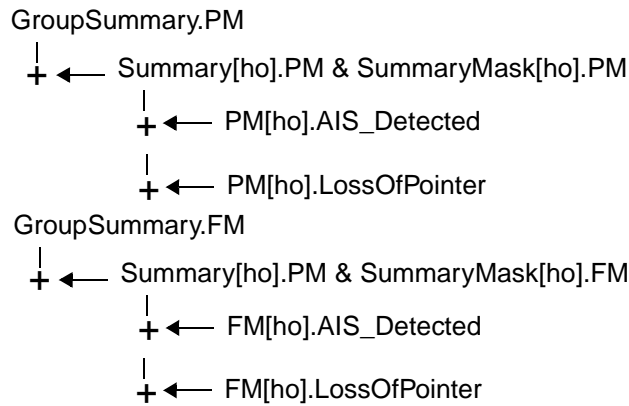 GroupSummary.PM
+ Summary[ho].PM & SummaryMask[ho].PM
+ PM[ho].AIS_Detected
+ PM[ho].LossOfPointer
GroupSummary.FM
+ Summary[ho].PM & SummaryMask[ho].FM
+ FM[ho].AIS_Detected
+ FM[ho].LossOfPointer